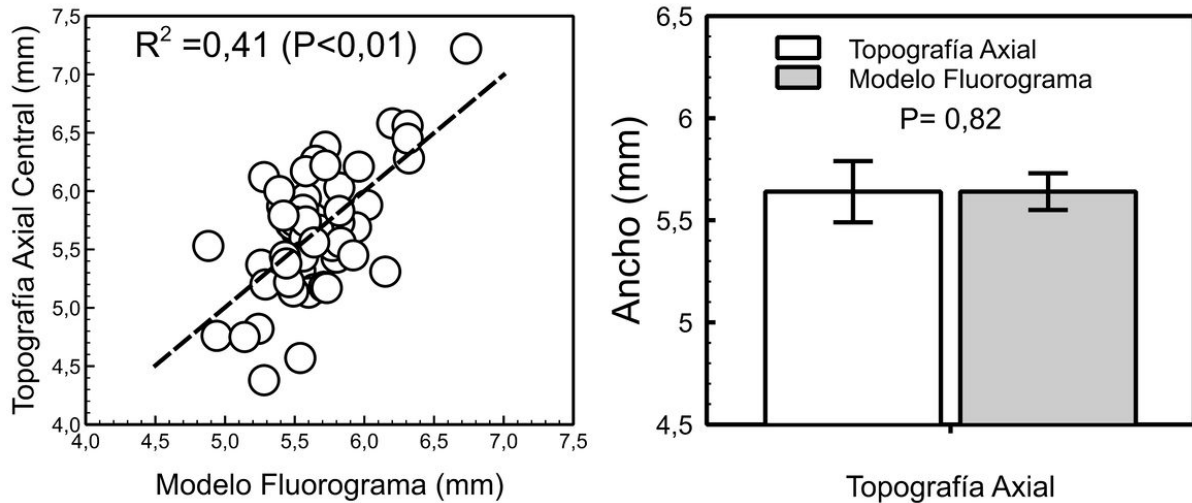 Topografía Axial Central (mm)
7,5
7,0
6,5
6,0
5,5
5,0
4,5
4,0
R² =0,41 (P<0,01)
4,0 4,5 5,0 5,5 6,0 6,5 7,0 7,5
Modelo Fluorograma (mm)
Ancho (mm)
6,5
6
5,5
5
4,5
Topografía Axial
Modelo Fluorograma
P= 0,82
Topografía Axial